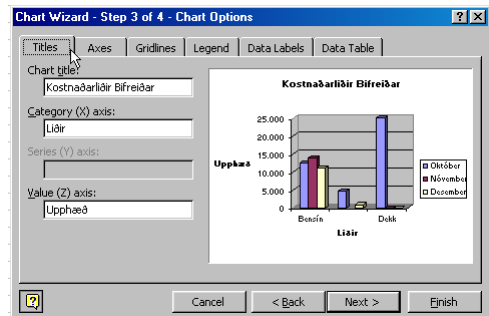 Chart Wizard - Step 3 of 4 - Chart Options
Titles Axes Gridlines Legend Data Labels Data Table
Chart title:
Kostnaðarliðir Bifreiðar
Category (X) axis:
Liðir
Series (Y) axis:
Value (Z) axis:
Upphæð
Kostnaðarliðir Bifreiðar
25.000
20.000
15.000
10.000
5.000
0
Upphæð
Bensín Dekk
Liðir
Október
Nóvember
Desember
Cancel < Back Next > Finish